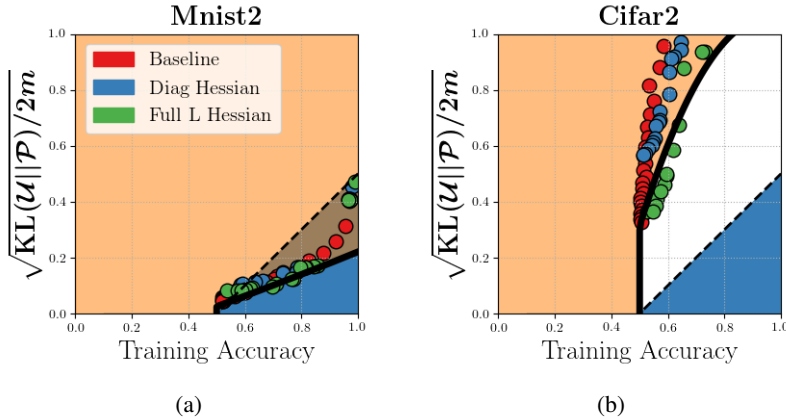 Mnist2
√KL(𝒰||𝒫)/2m
1.0
0.8
0.6
0.4
0.2
0.0
Baseline
Diag Hessian
Full L Hessian
0.0 0.2 0.4 0.6 0.8 1.0
Training Accuracy
(a)
Cifar2
√KL(𝒰||𝒫)/2m
1.0
0.8
0.6
0.4
0.2
0.0
0.0 0.2 0.4 0.6 0.8 1.0
Training Accuracy
(b)